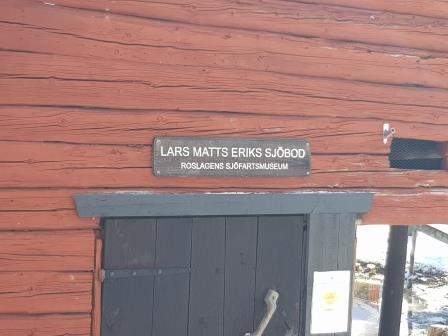 LARS MATTS ERIKS SJÖBOD
ROSLAGENS SJÖFARTSMUSEUM